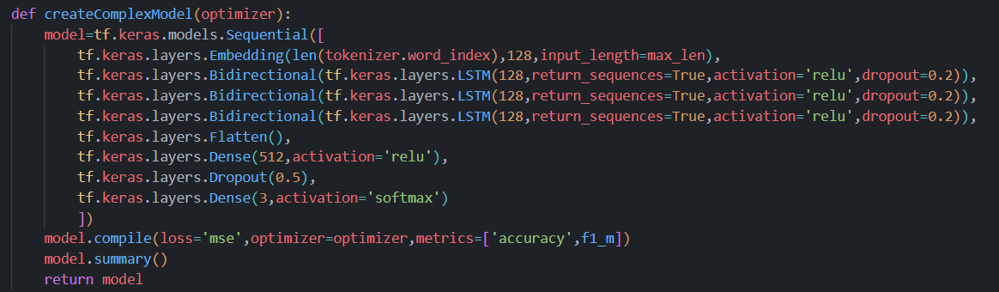 def createComplexModel(optimizer):
    model=tf.keras.models.Sequential([
        tf.keras.layers.Embedding(len(tokenizer.word_index),128,input_length=max_len),
        tf.keras.layers.Bidirectional(tf.keras.layers.LSTM(128,return_sequences=True,activation='relu',dropout=0.2)),
        tf.keras.layers.Bidirectional(tf.keras.layers.LSTM(128,return_sequences=True,activation='relu',dropout=0.2)),
        tf.keras.layers.Bidirectional(tf.keras.layers.LSTM(128,return_sequences=True,activation='relu',dropout=0.2)),
        tf.keras.layers.Flatten(),
        tf.keras.layers.Dense(512,activation='relu'),
        tf.keras.layers.Dropout(0.5),
        tf.keras.layers.Dense(3,activation='softmax')
        ])
    model.compile(loss='mse',optimizer=optimizer,metrics=['accuracy',f1_m])
    model.summary()
    return model